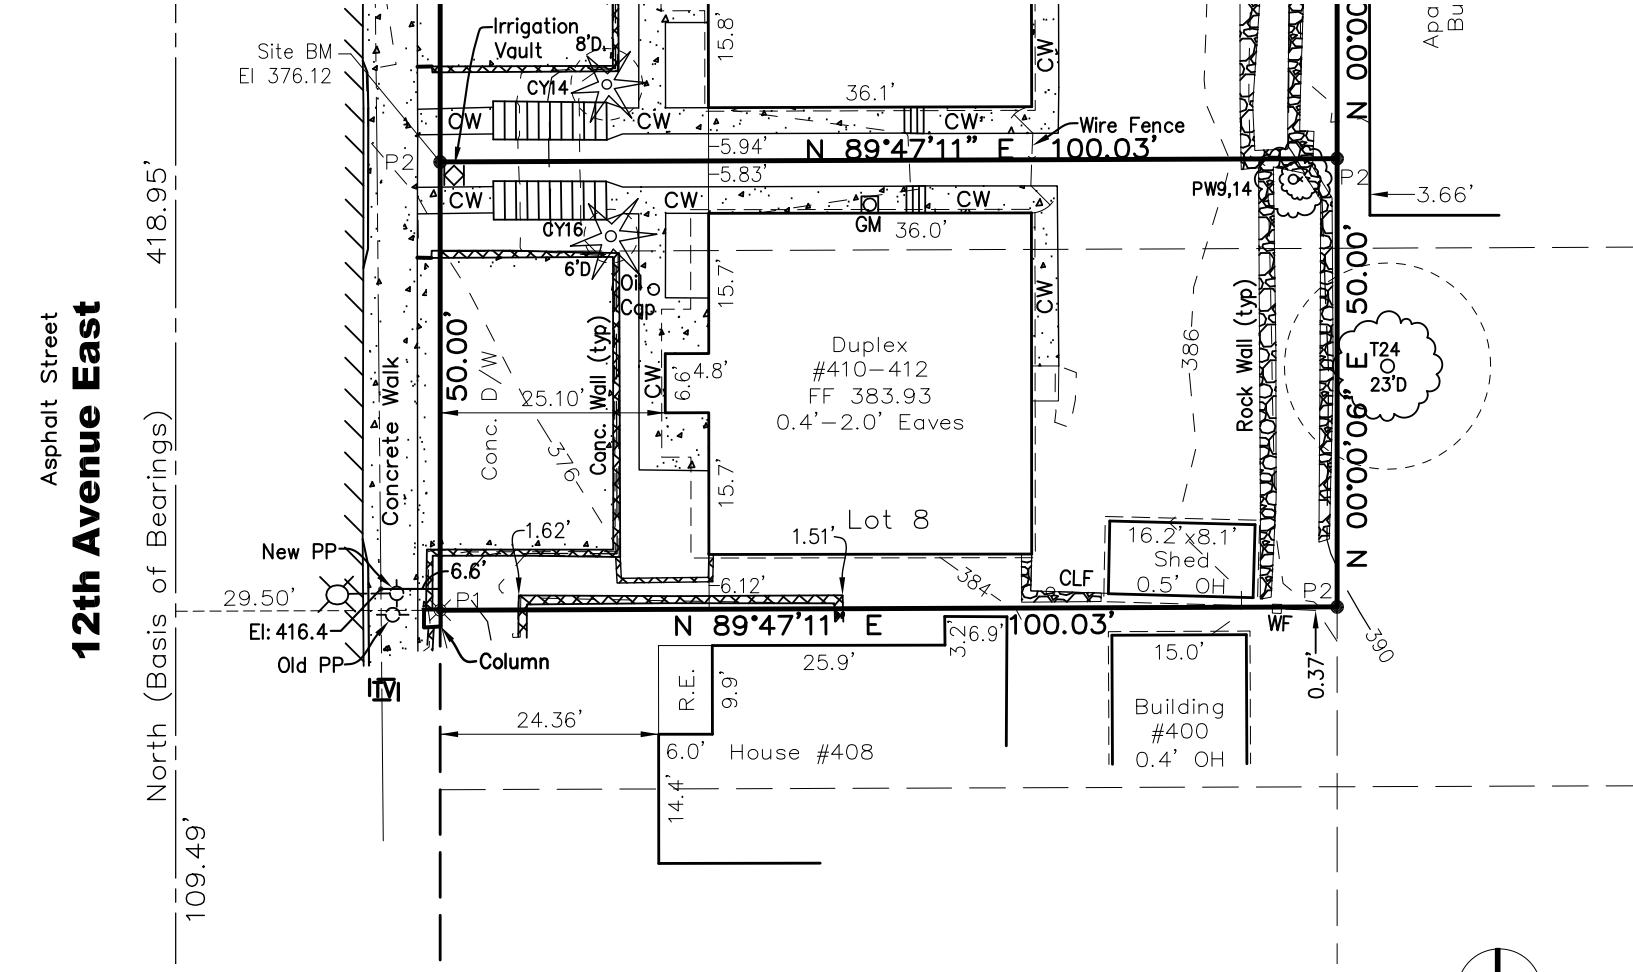 Irrigation
Vault
8'D
Site BM
El 376.12
CY14
15.8'
CW
Apa
Bu
36.1'
N 00°0
CW
CW
CW
Wire Fence
5.94'
N 89°47'11" E 100.03'
P2
5.83'
P2
PW9,14
3.66'
CW
CW
CW
GM
36.0'
CY16
6'D
Oil
Cap
418.95'
15.7'
CW
Rock Wall (typ)
386
N 00°00'06" E 50.00'
T24
23'D
Asphalt Street
12th Avenue East
North (Basis of Bearings)
Concrete Walk
50.00'
Conc. D/W
25.10'
376
Conc. Wall (typ)
CW
6.6'
4.8'
Duplex
#410-412
FF 383.93
0.4'-2.0' Eaves
15.7'
Lot 8
1.62'
1.51'
16.2'x8.1'
Shed
0.5' OH
New PP
6.6'
384
CLF
6.12'
P2
29.50'
P1
El: 416.4
N 89°47'11" E 100.03'
WF
Old PP
Column
3.2'
6.9'
390
0.37'
TV
R.E.
25.9'
9.9'
15.0'
24.36'
Building
#400
0.4' OH
6.0'
House #408
14.4'
109.49'